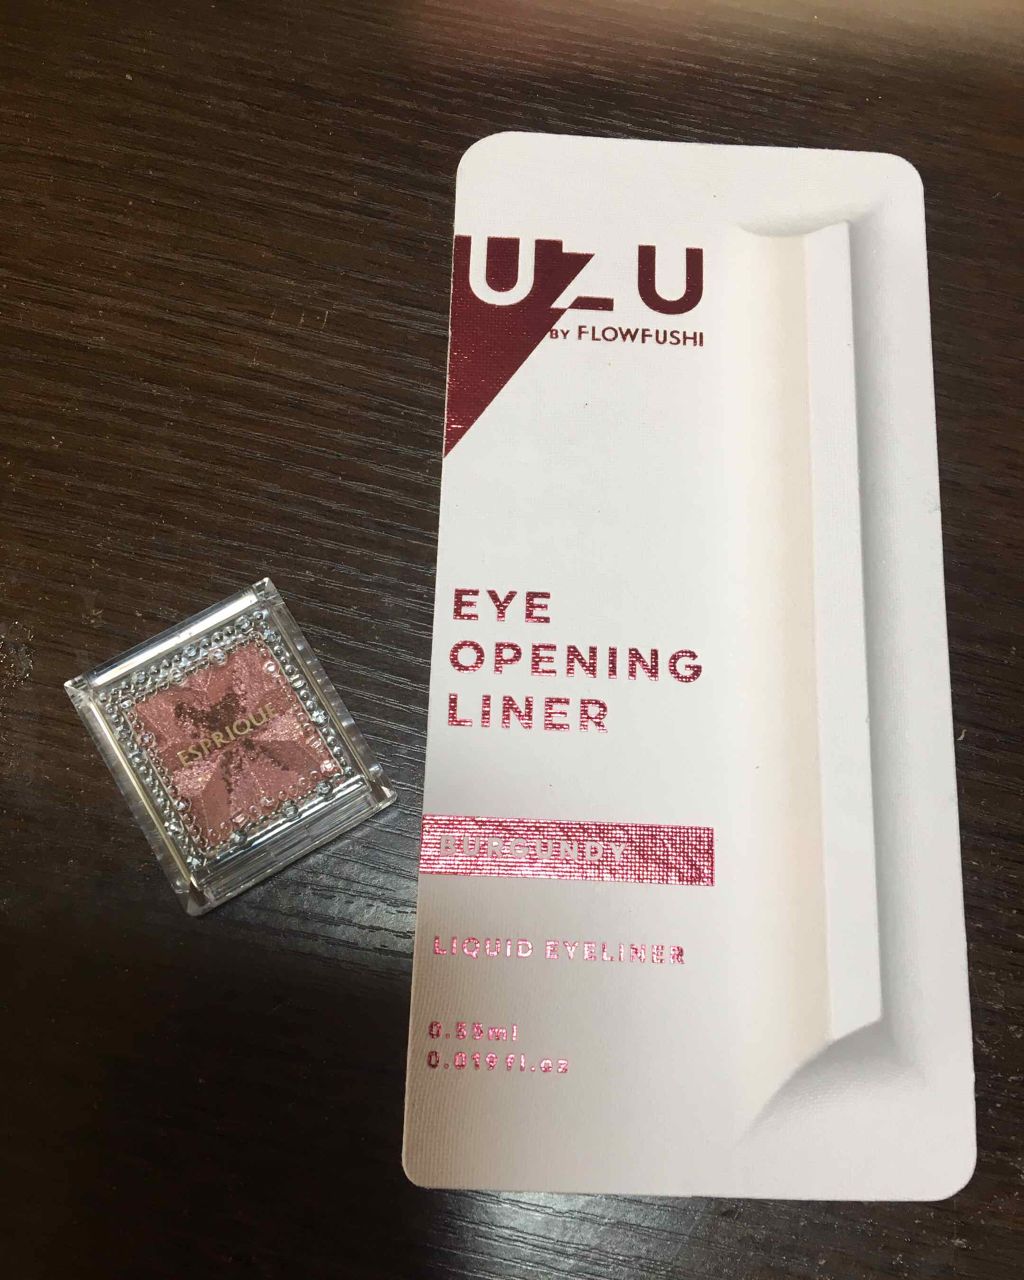 UZU
BY FLOWFUSHI
EYE
OPENING
LINER
BURGUNDY
LIQUID EYELINER
0.55ml
0.019fl.oz
ESPRIQUE